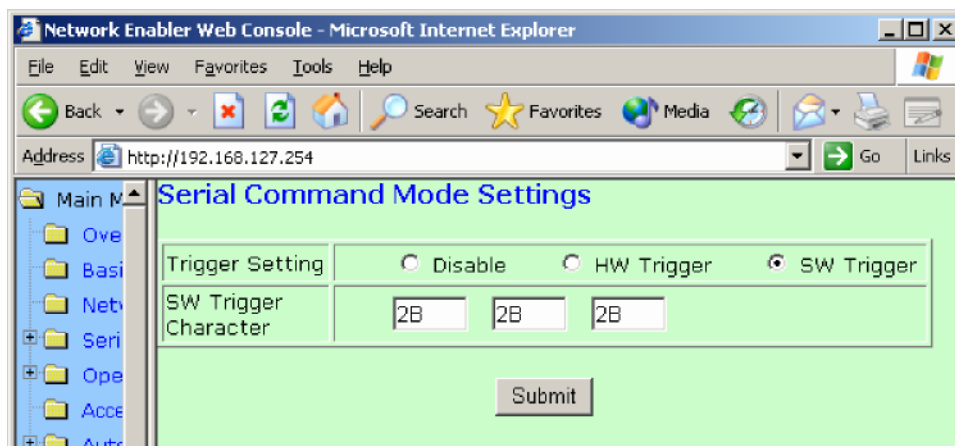 Network Enabler Web Console - Microsoft Internet Explorer
File Edit View Favorites Tools Help
Back Search Favorites Media
Address http://192.168.127.254 Go Links
Main M
Ove
Basi
Net
Seri
Ope
Acce
Auto
Serial Command Mode Settings
Trigger Setting Disable HW Trigger SW Trigger
SW Trigger Character 2B 2B 2B
Submit